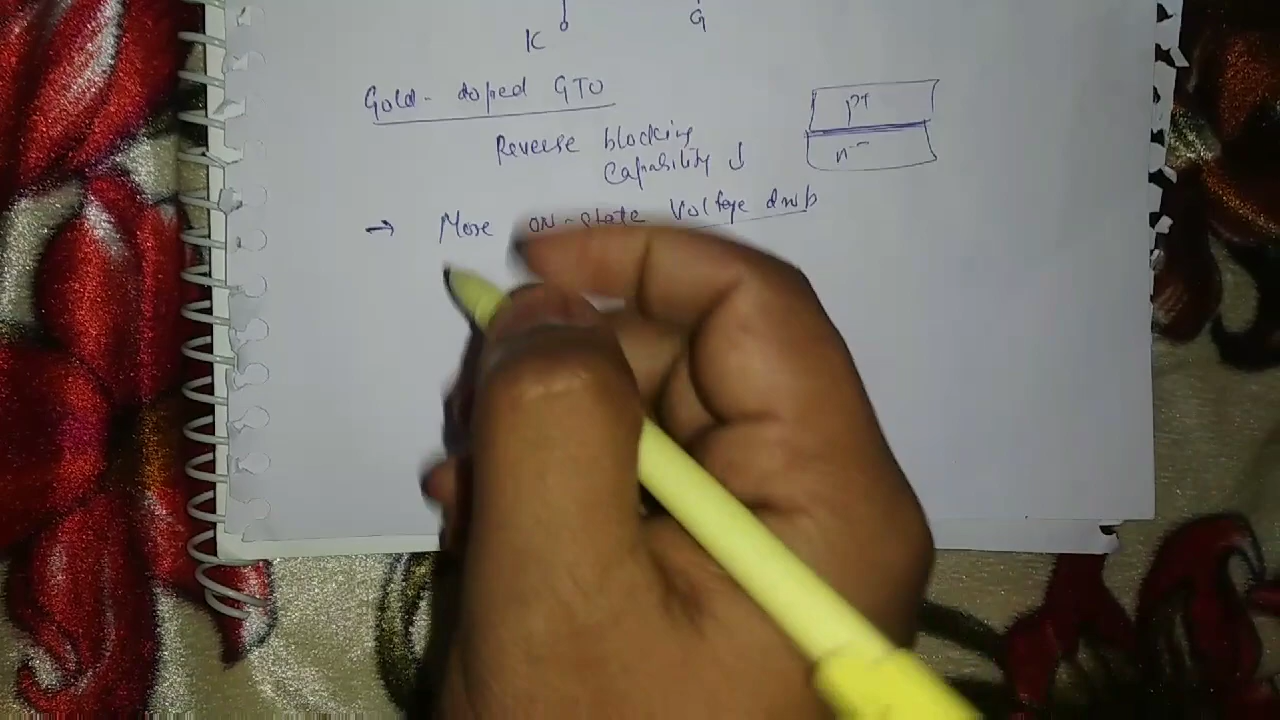 K
G
Gold-doped GTO
Reverse blocking
Capability ↓
p+
n−
→ More ON-state Voltage drop